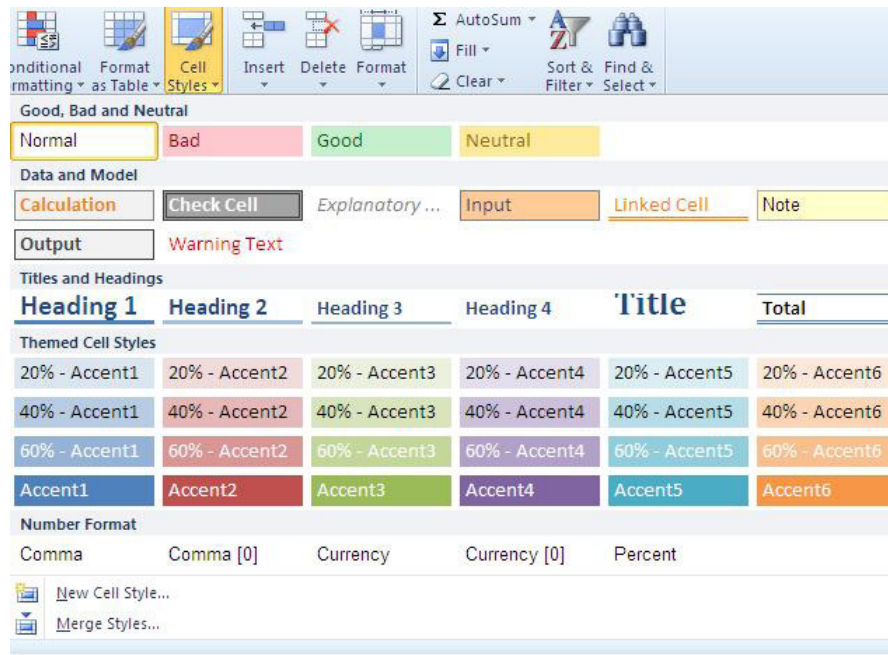 Σ AutoSum
onditional Format Cell Insert Delete Format Fill Sort & Find &
rmatting as Table Styles Clear Filter Select
Good, Bad and Neutral
Normal Bad Good Neutral
Data and Model
Calculation Check Cell Explanatory ... Input Linked Cell Note
Output Warning Text
Titles and Headings
Heading 1 Heading 2 Heading 3 Heading 4 Title Total
Themed Cell Styles
20% - Accent1 20% - Accent2 20% - Accent3 20% - Accent4 20% - Accent5 20% - Accent6
40% - Accent1 40% - Accent2 40% - Accent3 40% - Accent4 40% - Accent5 40% - Accent6
60% - Accent1 60% - Accent2 60% - Accent3 60% - Accent4 60% - Accent5 60% - Accent6
Accent1 Accent2 Accent3 Accent4 Accent5 Accent6
Number Format
Comma Comma [0] Currency Currency [0] Percent
New Cell Style...
Merge Styles...